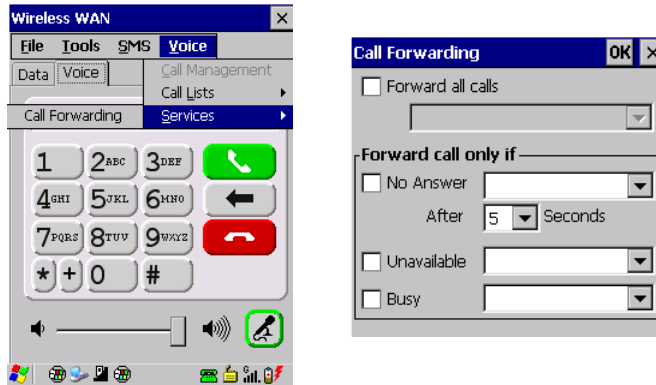 Wireless WAN
File Tools SMS Voice
Data Voice
Call Management
Call Lists
Call Forwarding Services
1 2ABC 3DEF
4GHI 5JKL 6MNO
7PQRS 8TUV 9WXYZ
* + 0 #
Call Forwarding OK
Forward all calls
Forward call only if
No Answer
After 5 Seconds
Unavailable
Busy